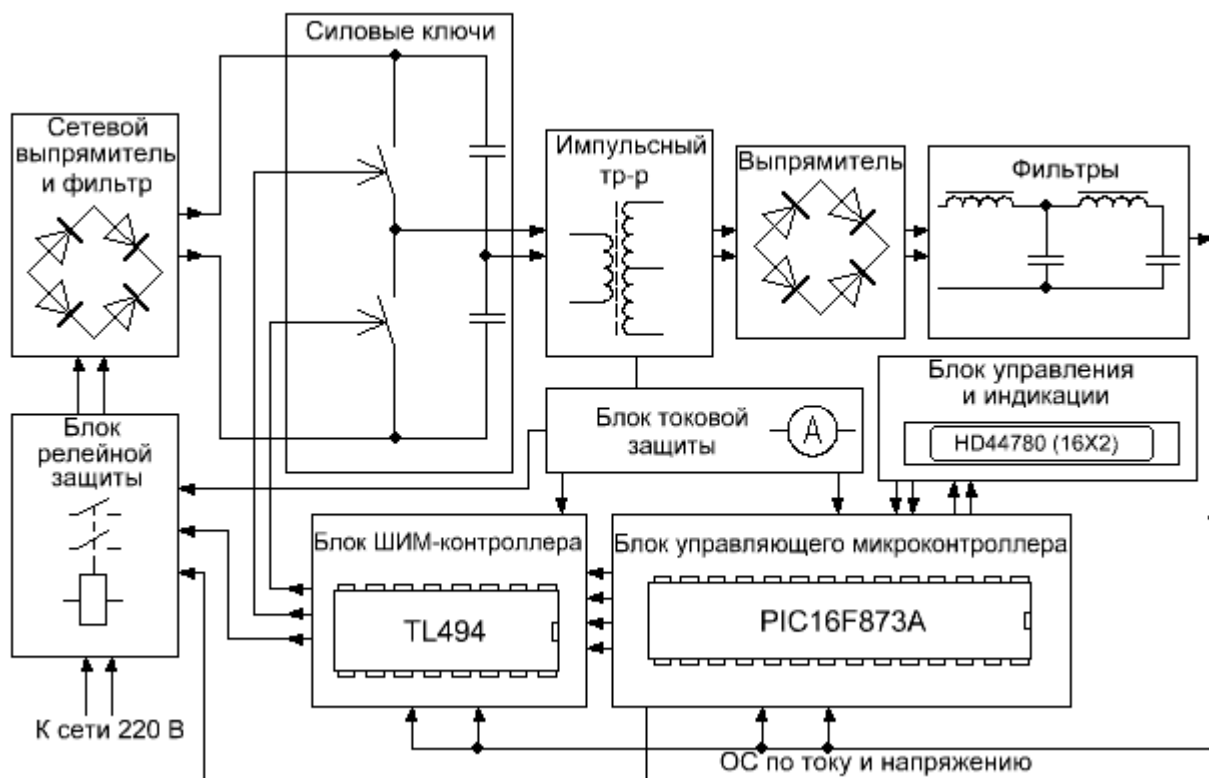 Силовые ключи
Сетевой
выпрямитель
и фильтр
Импульсный
тр-р
Выпрямитель
Фильтры
Блок управления
и индикации
HD44780 (16X2)
Блок токовой
защиты
A
Блок
релейной
защиты
Блок ШИМ-контроллера
TL494
Блок управляющего микроконтроллера
PIC16F873A
К сети 220 В
ОС по току и напряжению